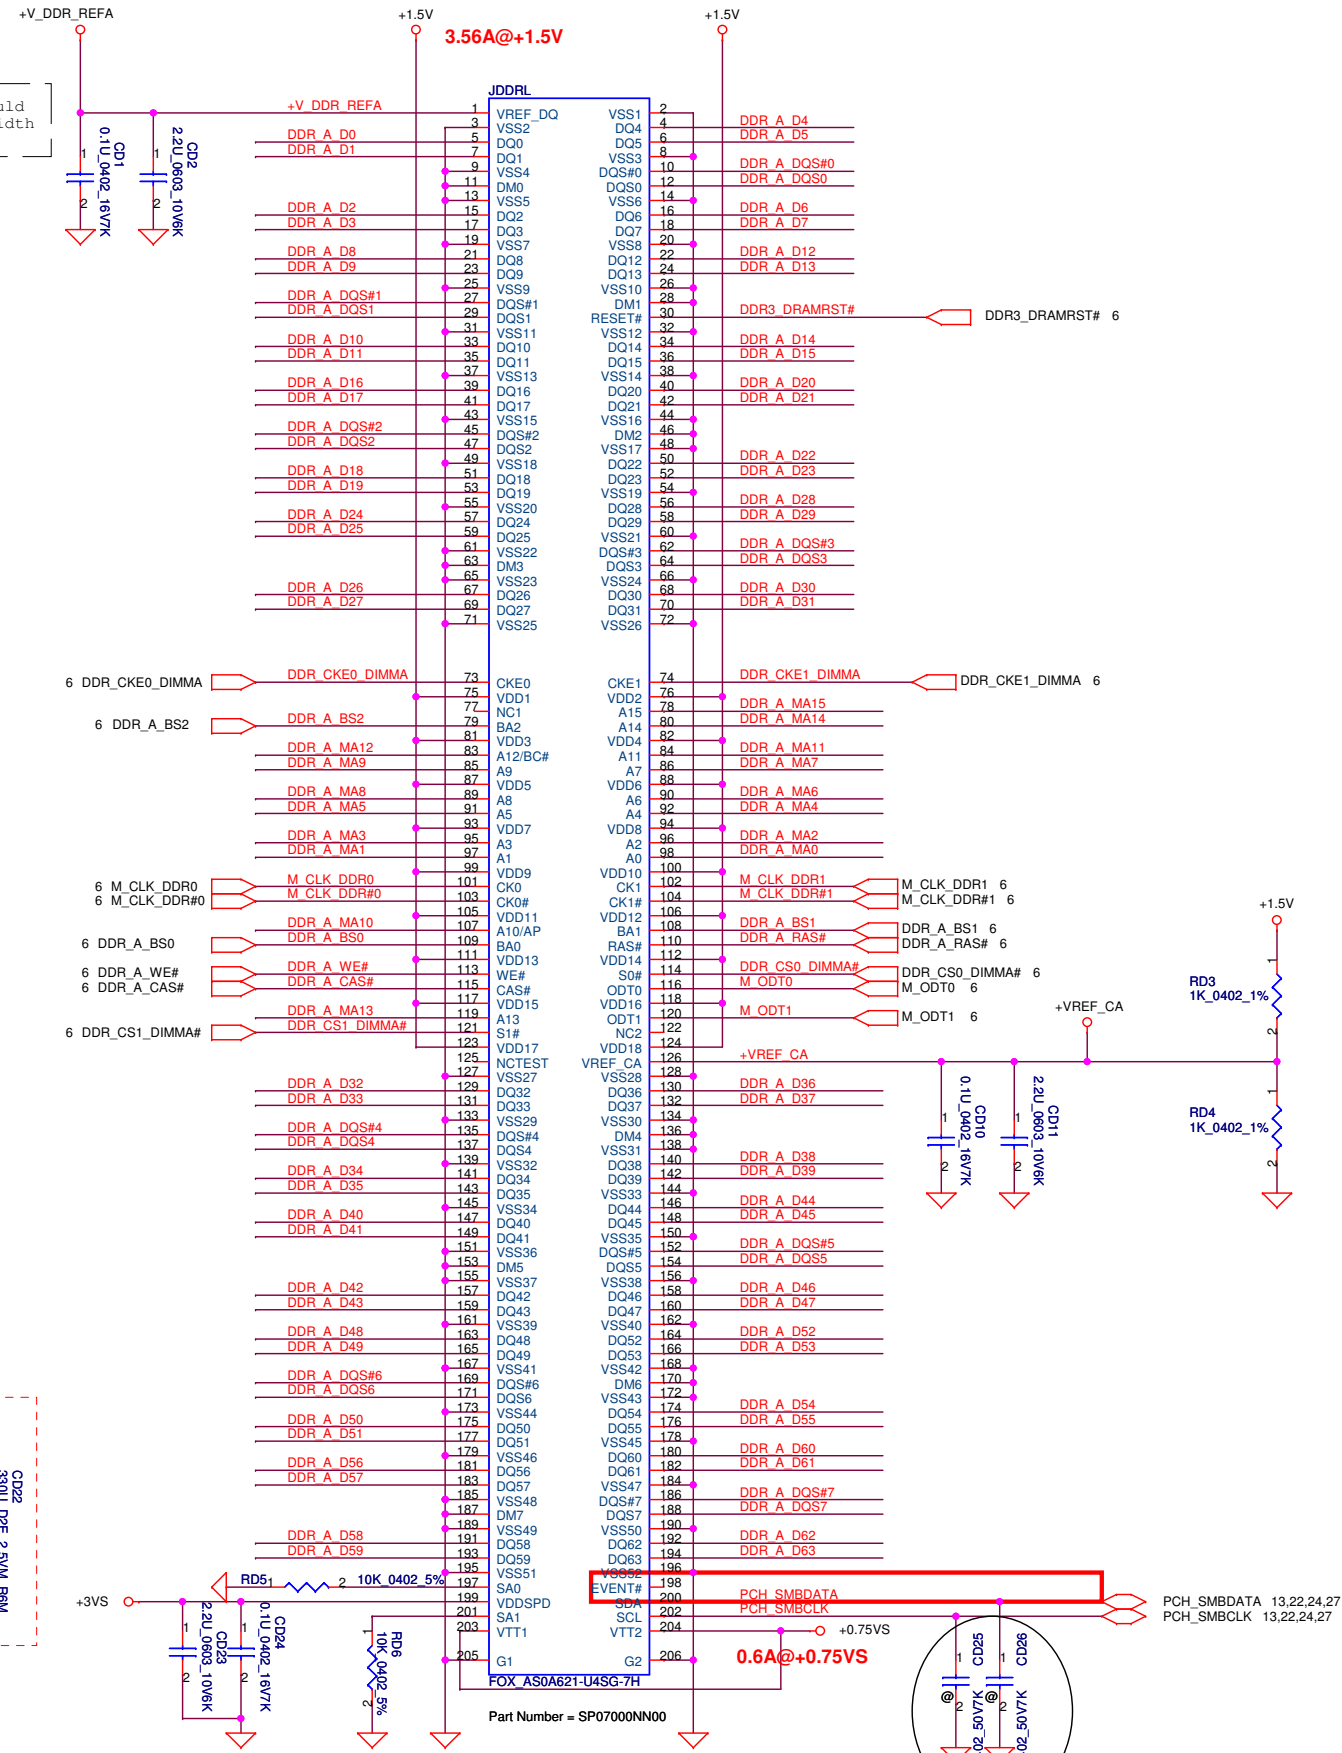 +V_DDR_REFA
+1.5V
3.56A@+1.5V
+1.5V
JDDRL
uld
idth
+V_DDR_REFA 1 VREF_DQ VSS1 2
3 VSS2 DQ4 4 DDR_A_D4
DDR_A_D0 5 DQ0 DQ5 6 DDR_A_D5
DDR_A_D1 7 DQ1 VSS3 8
9 VSS4 DQS#0 10 DDR_A_DQS#0
11 DM0 DQS0 12 DDR_A_DQS0
13 VSS5 VSS6 14
DDR_A_D2 15 DQ2 DQ6 16 DDR_A_D6
DDR_A_D3 17 DQ3 DQ7 18 DDR_A_D7
19 VSS7 VSS8 20
DDR_A_D8 21 DQ8 DQ12 22 DDR_A_D12
DDR_A_D9 23 DQ9 DQ13 24 DDR_A_D13
25 VSS9 VSS10 26
DDR_A_DQS#1 27 DQS#1 DM1 28
DDR_A_DQS1 29 DQS1 RESET# 30 DDR3_DRAMRST# DDR3_DRAMRST# 6
31 VSS11 VSS12 32
DDR_A_D10 33 DQ10 DQ14 34 DDR_A_D14
DDR_A_D11 35 DQ11 DQ15 36 DDR_A_D15
37 VSS13 VSS14 38
DDR_A_D16 39 DQ16 DQ20 40 DDR_A_D20
DDR_A_D17 41 DQ17 DQ21 42 DDR_A_D21
43 VSS15 VSS16 44
DDR_A_DQS#2 45 DQS#2 DM2 46
DDR_A_DQS2 47 DQS2 VSS17 48
49 VSS18 DQ22 50 DDR_A_D22
DDR_A_D18 51 DQ18 DQ23 52 DDR_A_D23
DDR_A_D19 53 DQ19 VSS19 54
55 VSS20 DQ28 56 DDR_A_D28
DDR_A_D24 57 DQ24 DQ29 58 DDR_A_D29
DDR_A_D25 59 DQ25 VSS21 60
61 VSS22 DQS#3 62 DDR_A_DQS#3
63 DM3 DQS3 64 DDR_A_DQS3
65 VSS23 VSS24 66
DDR_A_D26 67 DQ26 DQ30 68 DDR_A_D30
DDR_A_D27 69 DQ27 DQ31 70 DDR_A_D31
71 VSS25 VSS26 72
6 DDR_CKE0_DIMMA DDR_CKE0_DIMMA 73 CKE0 CKE1 74 DDR_CKE1_DIMMA DDR_CKE1_DIMMA 6
75 VDD1 VDD2 76
77 NC1 A15 78 DDR_A_MA15
6 DDR_A_BS2 DDR_A_BS2 79 BA2 A14 80 DDR_A_MA14
81 VDD3 VDD4 82
DDR_A_MA12 83 A12/BC# A11 84 DDR_A_MA11
DDR_A_MA9 85 A9 A7 86 DDR_A_MA7
87 VDD5 VDD6 88
DDR_A_MA8 89 A8 A6 90 DDR_A_MA6
DDR_A_MA5 91 A5 A4 92 DDR_A_MA4
93 VDD7 VDD8 94
DDR_A_MA3 95 A3 A2 96 DDR_A_MA2
DDR_A_MA1 97 A1 A0 98 DDR_A_MA0
99 VDD9 VDD10 100
6 M_CLK_DDR0 M_CLK_DDR0 101 CK0 CK1 102 M_CLK_DDR1 M_CLK_DDR1 6
6 M_CLK_DDR#0 M_CLK_DDR#0 103 CK0# CK1# 104 M_CLK_DDR#1 M_CLK_DDR#1 6
105 VDD11 VDD12 106
DDR_A_MA10 107 A10/AP BA1 108 DDR_A_BS1 DDR_A_BS1 6
6 DDR_A_BS0 DDR_A_BS0 109 BA0 RAS# 110 DDR_A_RAS# DDR_A_RAS# 6
111 VDD13 VDD14 112
6 DDR_A_WE# DDR_A_WE# 113 WE# S0# 114 DDR_CS0_DIMMA# DDR_CS0_DIMMA# 6
6 DDR_A_CAS# DDR_A_CAS# 115 CAS# ODT0 116 M_ODT0 M_ODT0 6
117 VDD15 VDD16 118
DDR_A_MA13 119 A13 ODT1 120 M_ODT1 M_ODT1 6
6 DDR_CS1_DIMMA# DDR_CS1_DIMMA# 121 S1# NC2 122
123 VDD17 VDD18 124
125 NCTEST VREF_CA 126 +VREF_CA
127 VSS27 VSS28 128
DDR_A_D32 129 DQ32 DQ36 130 DDR_A_D36
DDR_A_D33 131 DQ33 DQ37 132 DDR_A_D37
133 VSS29 VSS30 134
DDR_A_DQS#4 135 DQS#4 DM4 136
DDR_A_DQS4 137 DQS4 VSS31 138
139 VSS32 DQ38 140 DDR_A_D38
DDR_A_D34 141 DQ34 DQ39 142 DDR_A_D39
DDR_A_D35 143 DQ35 VSS33 144
145 VSS34 DQ44 146 DDR_A_D44
DDR_A_D40 147 DQ40 DQ45 148 DDR_A_D45
DDR_A_D41 149 DQ41 VSS35 150
151 VSS36 DQS#5 152 DDR_A_DQS#5
153 DM5 DQS5 154 DDR_A_DQS5
155 VSS37 VSS38 156
DDR_A_D42 157 DQ42 DQ46 158 DDR_A_D46
DDR_A_D43 159 DQ43 DQ47 160 DDR_A_D47
161 VSS39 VSS40 162
DDR_A_D48 163 DQ48 DQ52 164 DDR_A_D52
DDR_A_D49 165 DQ49 DQ53 166 DDR_A_D53
167 VSS41 VSS42 168
DDR_A_DQS#6 169 DQS#6 DM6 170
DDR_A_DQS6 171 DQS6 VSS43 172
173 VSS44 DQ54 174 DDR_A_D54
DDR_A_D50 175 DQ50 DQ55 176 DDR_A_D55
DDR_A_D51 177 DQ51 VSS45 178
179 VSS46 DQ60 180 DDR_A_D60
DDR_A_D56 181 DQ56 DQ61 182 DDR_A_D61
DDR_A_D57 183 DQ57 VSS47 184
185 VSS48 DQS#7 186 DDR_A_DQS#7
187 DM7 DQS7 188 DDR_A_DQS7
189 VSS49 VSS50 190
DDR_A_D58 191 DQ58 DQ62 192 DDR_A_D62
DDR_A_D59 193 DQ59 DQ63 194 DDR_A_D63
195 VSS51 VSS52 196
RD5 1 2 10K_0402_5% 197 SA0 EVENT# 198
+3VS 199 VDDSPD SDA 200 PCH_SMBDATA PCH_SMBDATA 13,22,24,27
201 SA1 SCL 202 PCH_SMBCLK PCH_SMBCLK 13,22,24,27
203 VTT1 VTT2 204 +0.75VS
0.6A@+0.75VS
205 G1 G2 206
FOX_AS0A621-U4SG-7H
Part Number = SP07000NN00
1 2 CD1
0.1U_0402_16V7K
1 2 CD2
2.2U_0603_10V6K
+1.5V
1 2 RD3
1K_0402_1%
+VREF_CA
1 2 RD4
1K_0402_1%
1 2 CD10
0.1U_0402_16V7K
1 2 CD11
2.2U_0603_10V6K
CD22
330U_D2E_2.5VM_R6M
1 2 CD23
2.2U_0603_10V6K
1 2 CD24
0.1U_0402_16V7K
1 2 RD6
10K_0402_5%
1 2 @ CD25
02_50V7K
1 2 @ CD26
02_50V7K